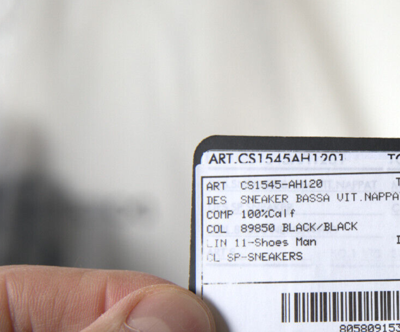 ART.CS1545AH1201
ART CS1545-AH120
DES SNEAKER BASSA VIT.NAPPA
COMP 100%Calf
COL 89850 BLACK/BLACK
LIN 11-Shoes Man
CL SP-SNEAKERS